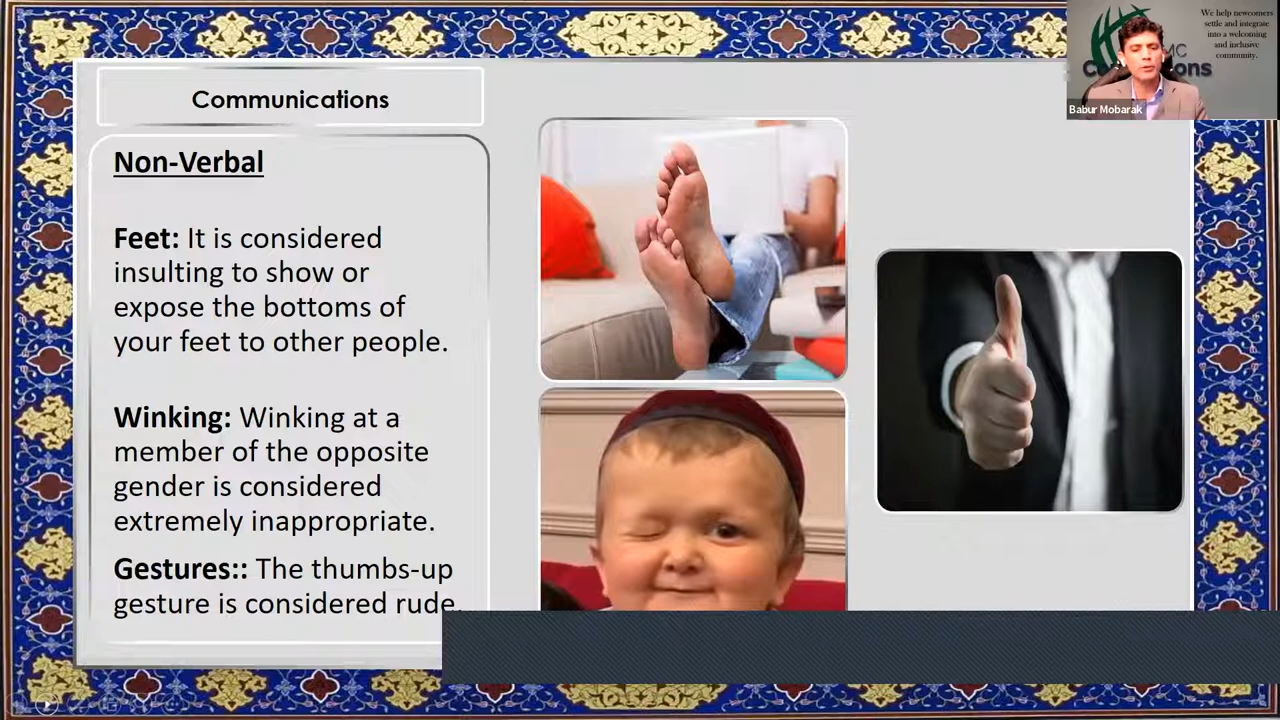 Communications
Non-Verbal
Feet: It is considered
insulting to show or
expose the bottoms of
your feet to other people.
Winking: Winking at a
member of the opposite
gender is considered
extremely inappropriate.
Gestures:: The thumbs-up
gesture is considered rude.
We help newcomers
settle and integrate
into a welcoming
and inclusive
community.
MC
Babur Mobarak